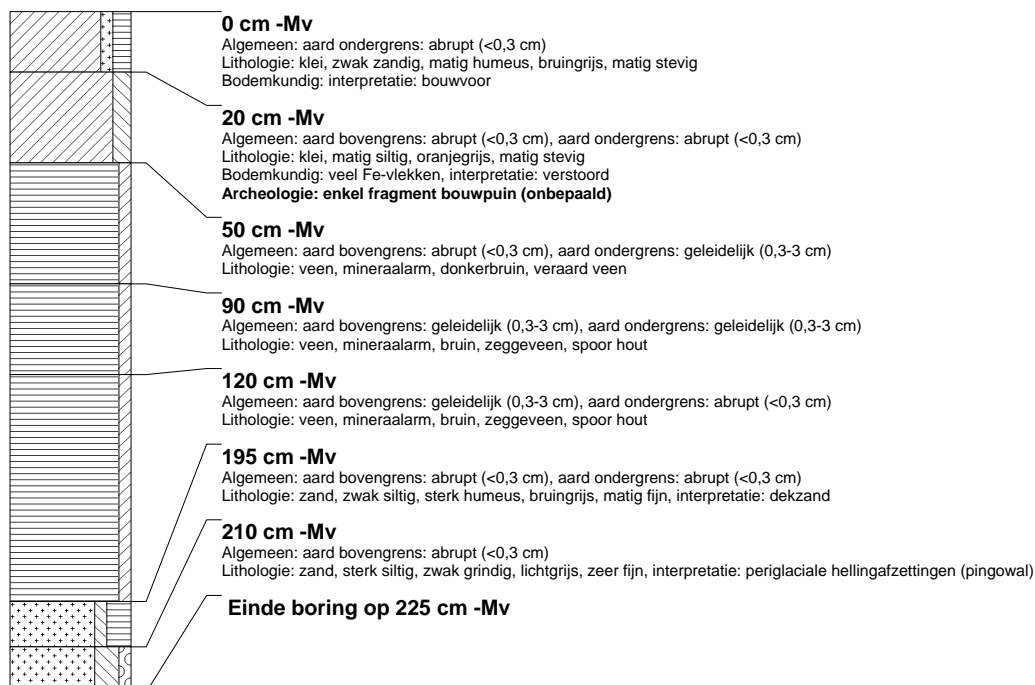 0 cm -Mv
Algemeen: aard ondergrens: abrupt (<0,3 cm)
Lithologie: klei, zwak zandig, matig humeus, bruingrijs, matig stevig
Bodemkundig: interpretatie: bouwvoor
20 cm -Mv
Algemeen: aard bovengrens: abrupt (<0,3 cm), aard ondergrens: abrupt (<0,3 cm)
Lithologie: klei, matig siltig, oranjegrijs, matig stevig
Bodemkundig: veel Fe-vlekken, interpretatie: verstoord
Archeologie: enkel fragment bouwpuin (onbepaald)
50 cm -Mv
Algemeen: aard bovengrens: abrupt (<0,3 cm), aard ondergrens: geleidelijk (0,3-3 cm)
Lithologie: veen, mineraalarm, donkerbruin, veraard veen
90 cm -Mv
Algemeen: aard bovengrens: geleidelijk (0,3-3 cm), aard ondergrens: geleidelijk (0,3-3 cm)
Lithologie: veen, mineraalarm, bruin, zeggeveen, spoor hout
120 cm -Mv
Algemeen: aard bovengrens: geleidelijk (0,3-3 cm), aard ondergrens: abrupt (<0,3 cm)
Lithologie: veen, mineraalarm, bruin, zeggeveen, spoor hout
195 cm -Mv
Algemeen: aard bovengrens: abrupt (<0,3 cm), aard ondergrens: abrupt (<0,3 cm)
Lithologie: zand, zwak siltig, sterk humeus, bruingrijs, matig fijn, interpretatie: dekzand
210 cm -Mv
Algemeen: aard bovengrens: abrupt (<0,3 cm)
Lithologie: zand, sterk siltig, zwak grindig, lichtgrijs, zeer fijn, interpretatie: periglaciale hellingafzettingen (pingowal)
Einde boring op 225 cm -Mv